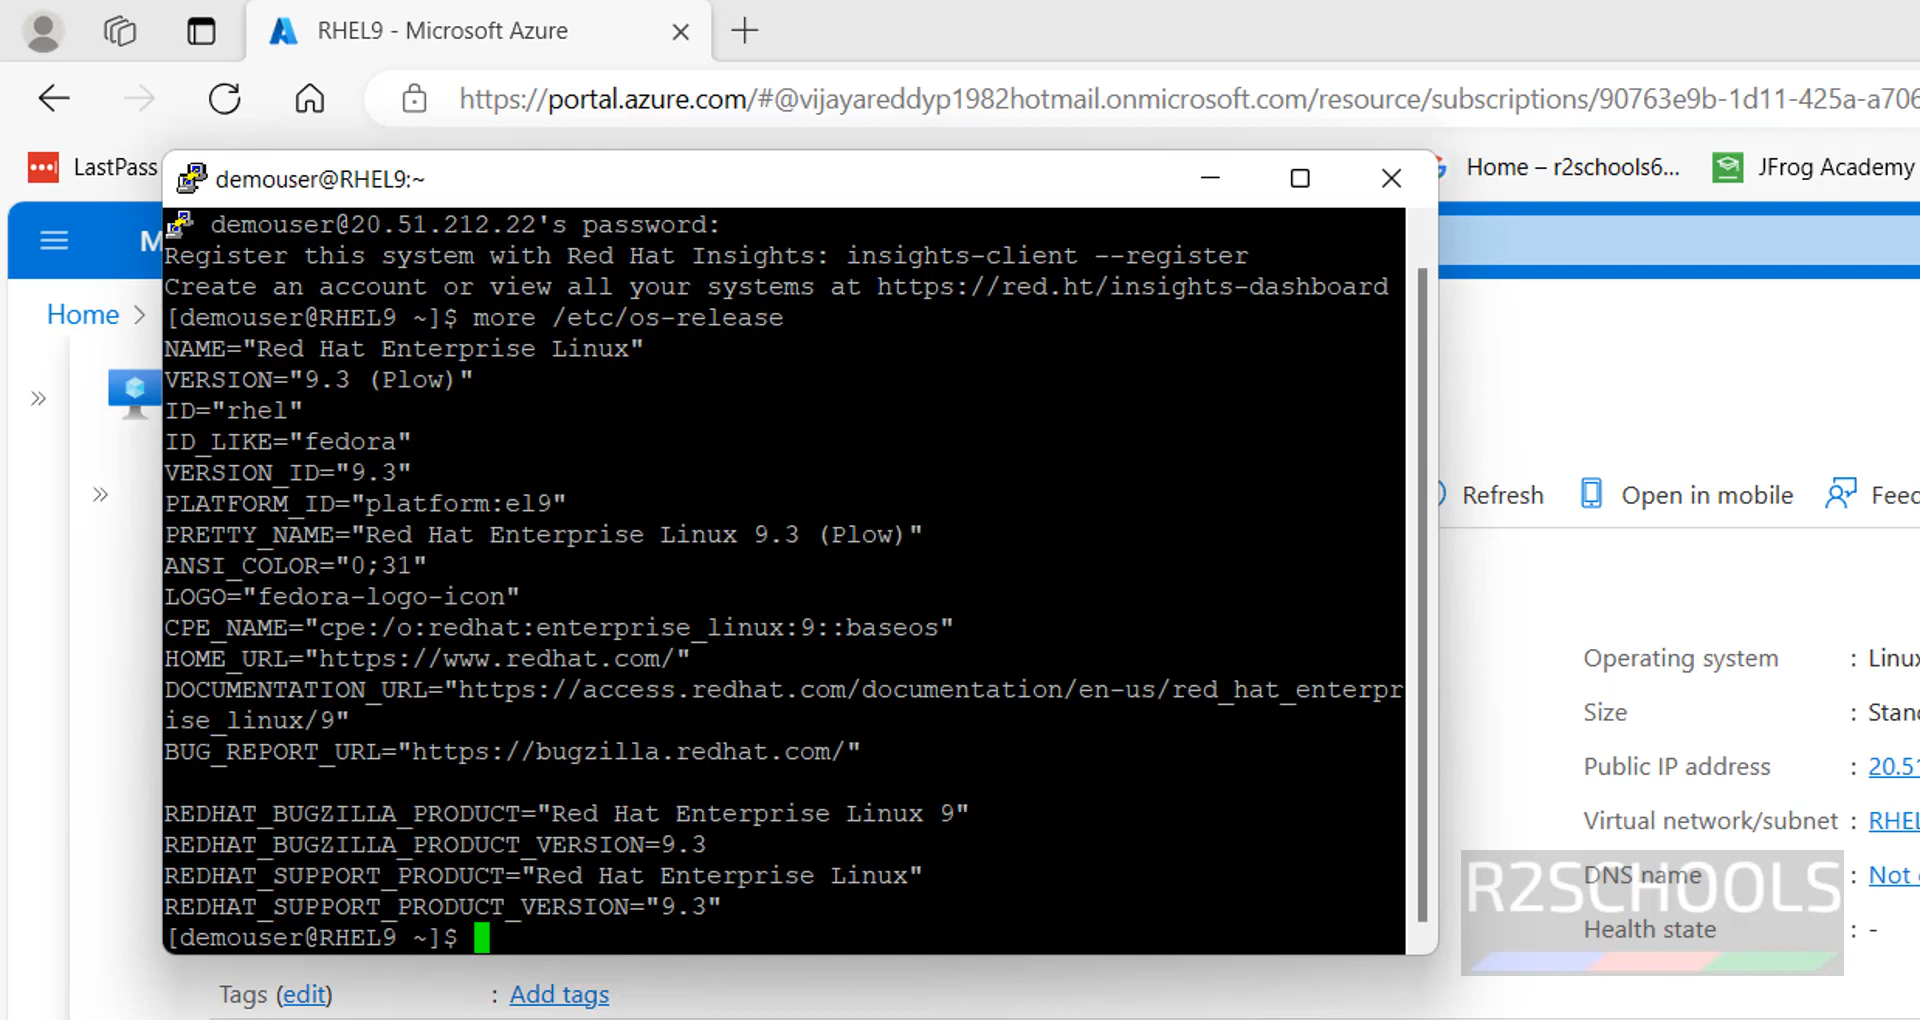 RHEL9 - Microsoft Azure
https://portal.azure.com/#@vijayareddyp1982hotmail.onmicrosoft.com/resource/subscriptions/90763e9b-1d11-425a-a706
LastPass
Home – r2schools6...
JFrog Academy
demouser@RHEL9:~
M
Home >
demouser@20.51.212.22's password:
Register this system with Red Hat Insights: insights-client --register
Create an account or view all your systems at https://red.ht/insights-dashboard
[demouser@RHEL9 ~]$ more /etc/os-release
NAME="Red Hat Enterprise Linux"
VERSION="9.3 (Plow)"
ID="rhel"
ID_LIKE="fedora"
VERSION_ID="9.3"
PLATFORM_ID="platform:el9"
PRETTY_NAME="Red Hat Enterprise Linux 9.3 (Plow)"
ANSI_COLOR="0;31"
LOGO="fedora-logo-icon"
CPE_NAME="cpe:/o:redhat:enterprise_linux:9::baseos"
HOME_URL="https://www.redhat.com/"
DOCUMENTATION_URL="https://access.redhat.com/documentation/en-us/red_hat_enterpr
ise_linux/9"
BUG_REPORT_URL="https://bugzilla.redhat.com/"
REDHAT_BUGZILLA_PRODUCT="Red Hat Enterprise Linux 9"
REDHAT_BUGZILLA_PRODUCT_VERSION=9.3
REDHAT_SUPPORT_PRODUCT="Red Hat Enterprise Linux"
REDHAT_SUPPORT_PRODUCT_VERSION="9.3"
[demouser@RHEL9 ~]$
Refresh
Open in mobile
Feec
Operating system : Linux
Size : Stand
Public IP address : 20.51
Virtual network/subnet : RHEL
DNS name : Not
Health state : -
R2SCHOOLS
Tags (edit) : Add tags